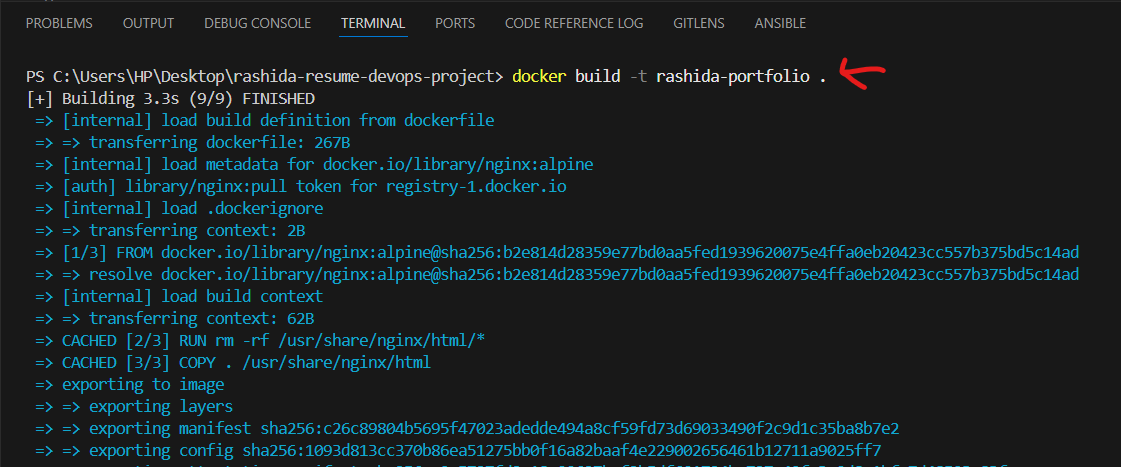 PROBLEMS OUTPUT DEBUG CONSOLE TERMINAL PORTS CODE REFERENCE LOG GITLENS ANSIBLE
PS C:\Users\HP\Desktop\rashida-resume-devops-project> docker build -t rashida-portfolio .
[+] Building 3.3s (9/9) FINISHED
=> [internal] load build definition from dockerfile
=> => transferring dockerfile: 267B
=> [internal] load metadata for docker.io/library/nginx:alpine
=> [auth] library/nginx:pull token for registry-1.docker.io
=> [internal] load .dockerignore
=> => transferring context: 2B
=> [1/3] FROM docker.io/library/nginx:alpine@sha256:b2e814d28359e77bd0aa5fed1939620075e4ffa0eb20423cc557b375bd5c14ad
=> => resolve docker.io/library/nginx:alpine@sha256:b2e814d28359e77bd0aa5fed1939620075e4ffa0eb20423cc557b375bd5c14ad
=> [internal] load build context
=> => transferring context: 62B
=> CACHED [2/3] RUN rm -rf /usr/share/nginx/html/*
=> CACHED [3/3] COPY . /usr/share/nginx/html
=> exporting to image
=> => exporting layers
=> => exporting manifest sha256:c26c89804b5695f47023adedde494a8cf59fd73d69033490f2c9d1c35ba8b7e2
=> => exporting config sha256:1093d813cc370b86ea51275bb0f16a82baaf4e229002656461b12711a9025ff7